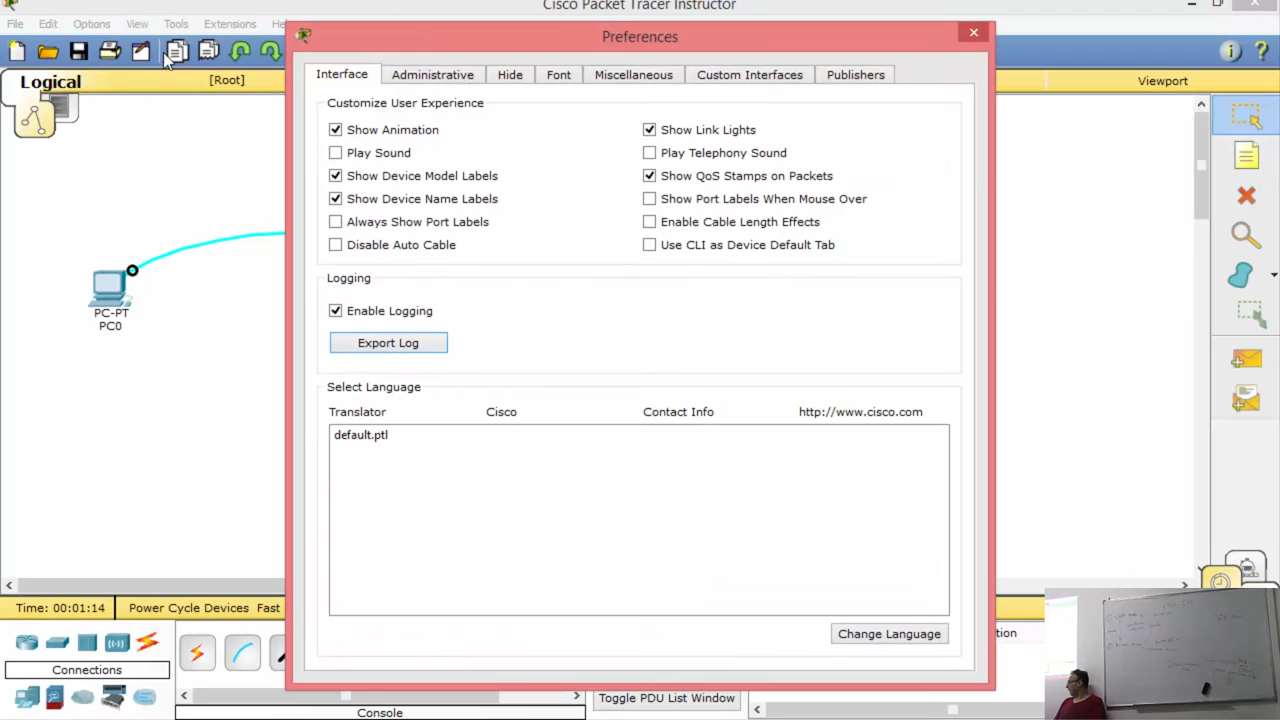 Cisco Packet Tracer Instructor
File Edit Options View Tools Extensions He
Preferences
Logical
[Root]
Viewport
Interface Administrative Hide Font Miscellaneous Custom Interfaces Publishers
Customize User Experience
Show Animation
Show Link Lights
Play Sound
Play Telephony Sound
Show Device Model Labels
Show QoS Stamps on Packets
Show Device Name Labels
Show Port Labels When Mouse Over
Always Show Port Labels
Enable Cable Length Effects
Disable Auto Cable
Use CLI as Device Default Tab
PC-PT
PC0
Logging
Enable Logging
Export Log
Select Language
Translator Cisco Contact Info http://www.cisco.com
default.ptl
Change Language
Time: 00:01:14 Power Cycle Devices Fast
Connections
Toggle PDU List Window
Console